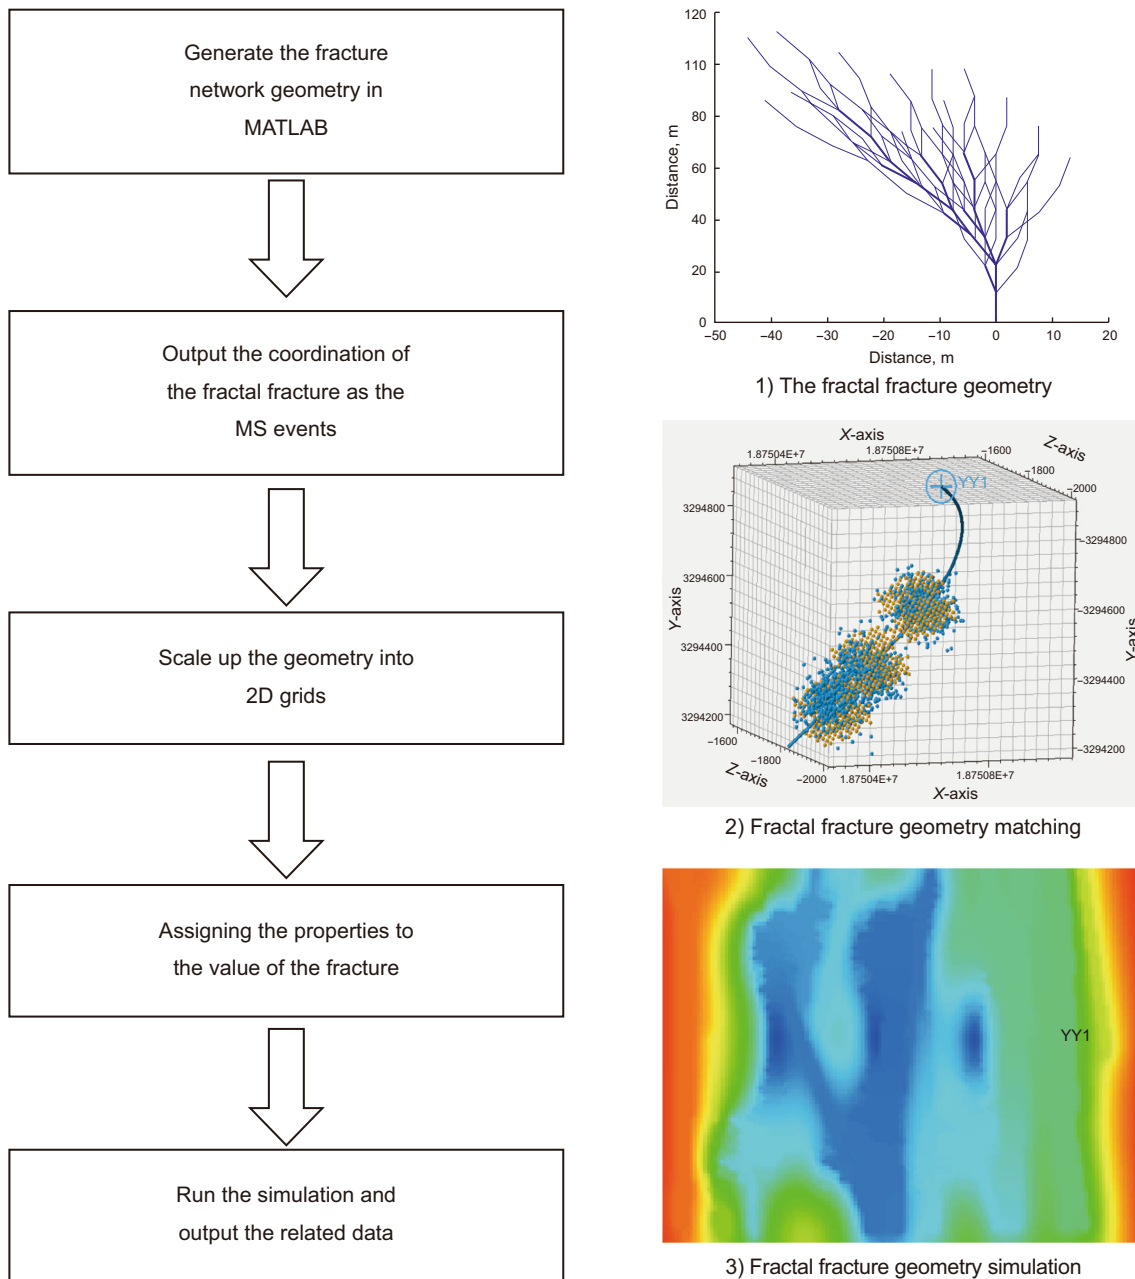 Generate the fracture
network geometry in
MATLAB
Output the coordination of
the fractal fracture as the
MS events
Scale up the geometry into
2D grids
Assigning the properties to
the value of the fracture
Run the simulation and
output the related data
120
110
80
60
40
20
0
Distance, m
–50
–40
–30
–20
–10
0
10
20
Distance, m
1) The fractal fracture geometry
X-axis
Z-axis
1.87504E+7
1.87508E+7
–1600
–1800
–2000
YY1
3294800
3294600
3294400
3294200
Y-axis
–3294800
–3294600
–3294400
–3294200
Y-axis
–1600
–1800
–2000
Z-axis
1.87504E+7
1.87508E+7
X-axis
2) Fractal fracture geometry matching
YY1
3) Fractal fracture geometry simulation